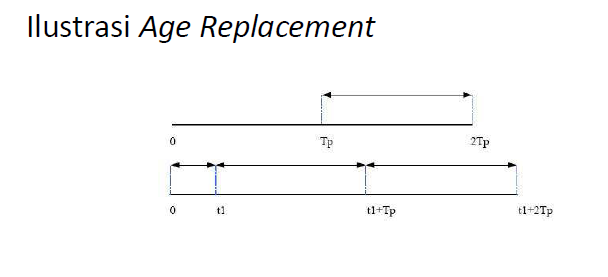 Ilustrasi Age Replacement
0 Tp 2Tp
0 t1 t1+Tp t1+2Tp